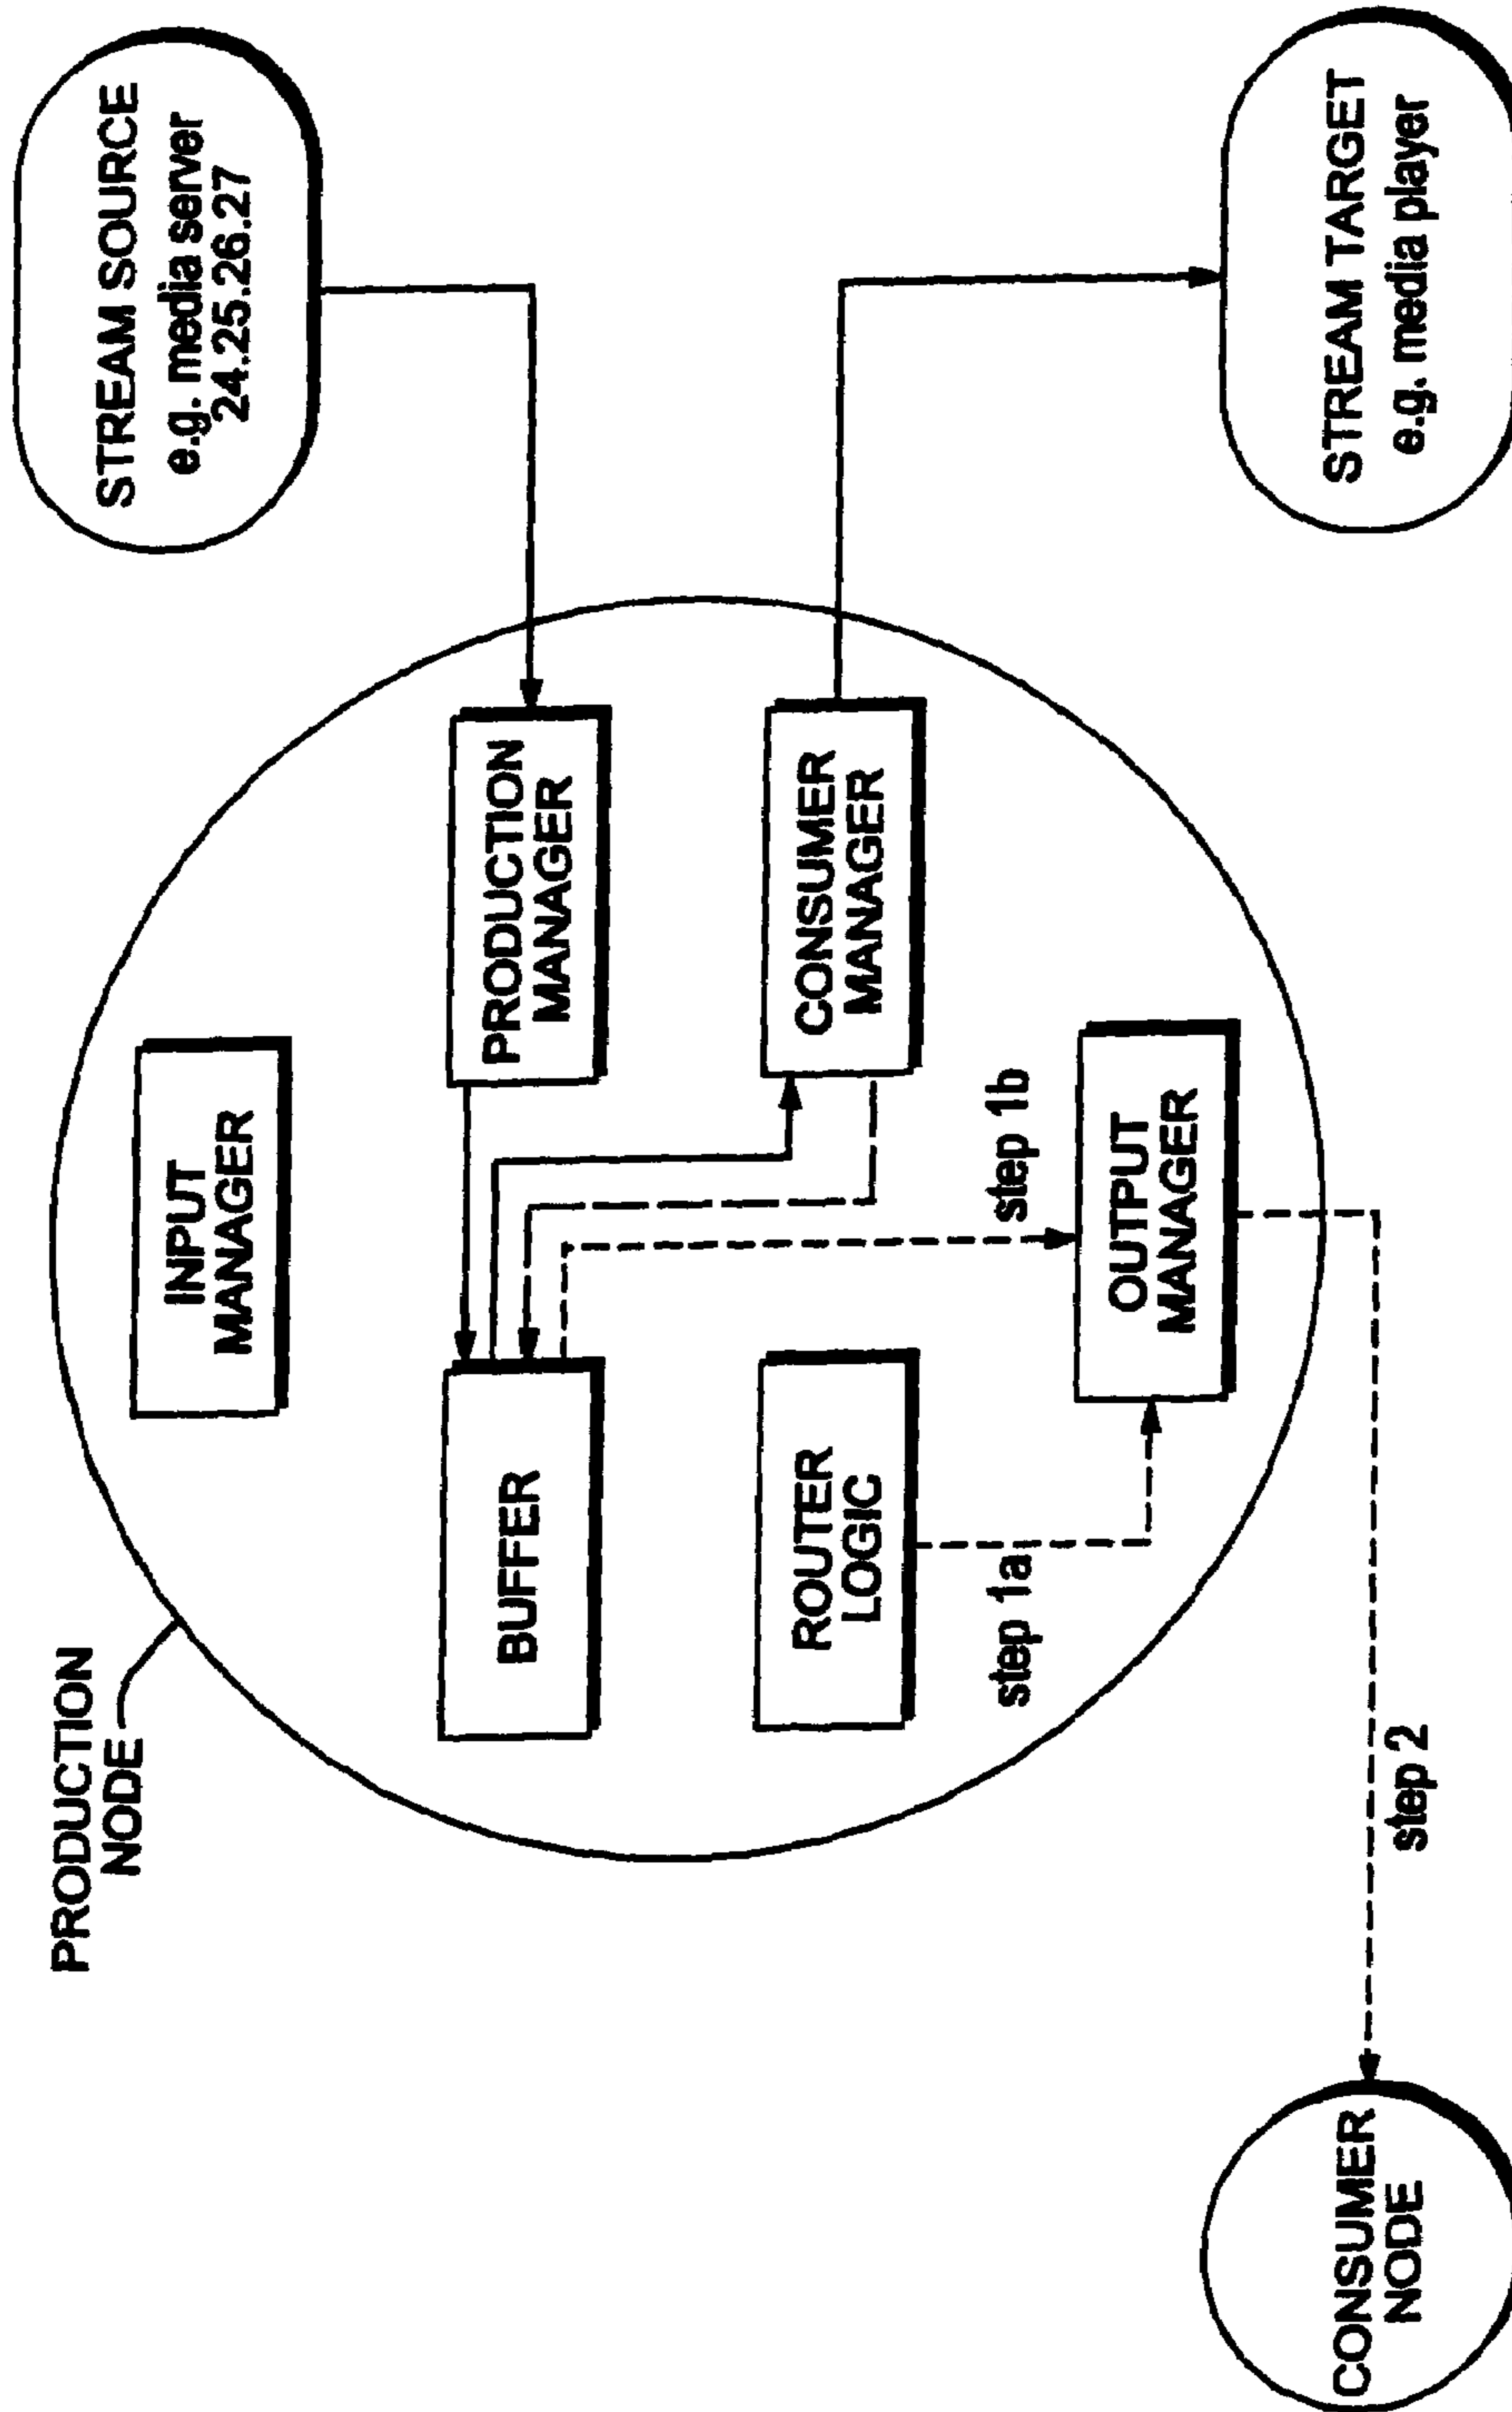 PRODUCTION
NODE
INPUT
MANAGER
STREAM SOURCE
e.g. media server
24.25.26.27
BUFFER
PRODUCTION
MANAGER
ROUTER
LOGIC
CONSUMER
MANAGER
step 1a
step 1b
OUTPUT
MANAGER
step 2
CONSUMER
NODE
STREAM TARGET
e.g. media player